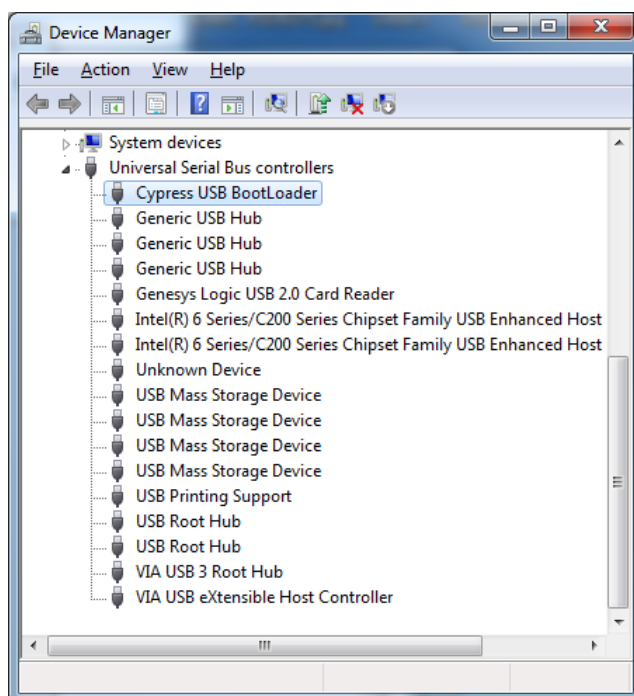 Device Manager
File Action View Help
System devices
Universal Serial Bus controllers
Cypress USB BootLoader
Generic USB Hub
Generic USB Hub
Generic USB Hub
Genesys Logic USB 2.0 Card Reader
Intel(R) 6 Series/C200 Series Chipset Family USB Enhanced Host
Intel(R) 6 Series/C200 Series Chipset Family USB Enhanced Host
Unknown Device
USB Mass Storage Device
USB Mass Storage Device
USB Mass Storage Device
USB Mass Storage Device
USB Printing Support
USB Root Hub
USB Root Hub
VIA USB 3 Root Hub
VIA USB eXtensible Host Controller